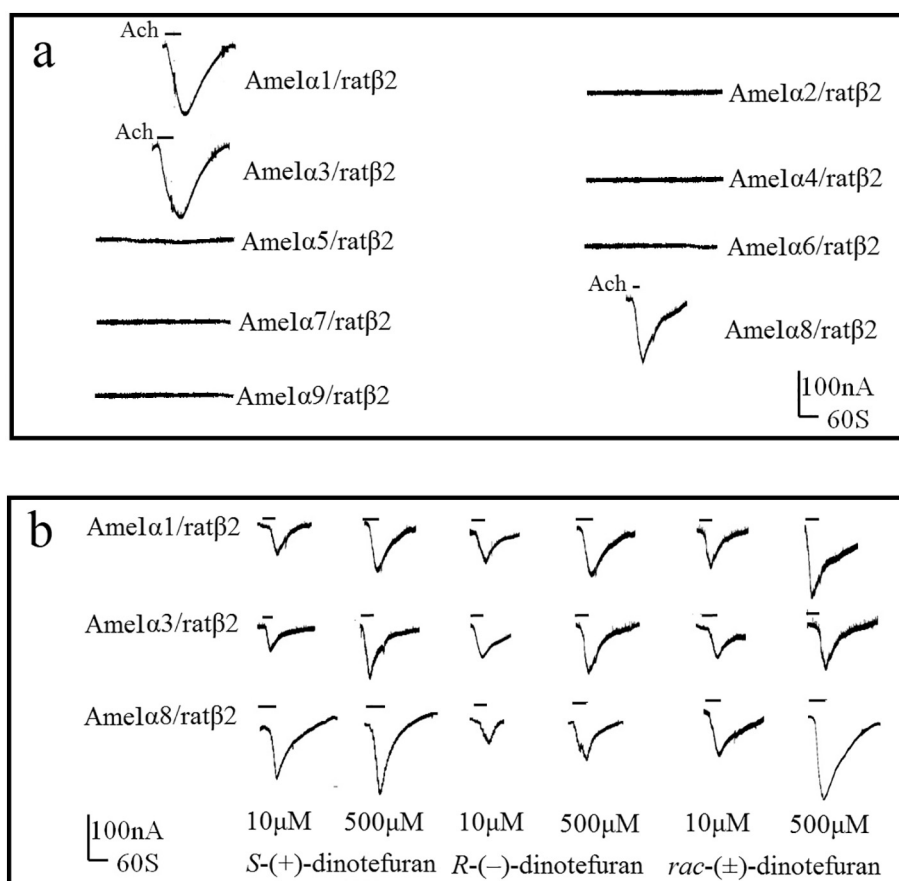 a
Ach
Amelα1/ratβ2
Amelα2/ratβ2
Ach
Amelα3/ratβ2
Amelα4/ratβ2
Amelα5/ratβ2
Amelα6/ratβ2
Ach
Amelα7/ratβ2
Amelα8/ratβ2
Amelα9/ratβ2
100nA
60S
b
Amelα1/ratβ2
Amelα3/ratβ2
Amelα8/ratβ2
100nA
60S
10μM 500μM 10μM 500μM 10μM 500μM
S-(+)-dinotefuran R-(–)-dinotefuran rac-(±)-dinotefuran